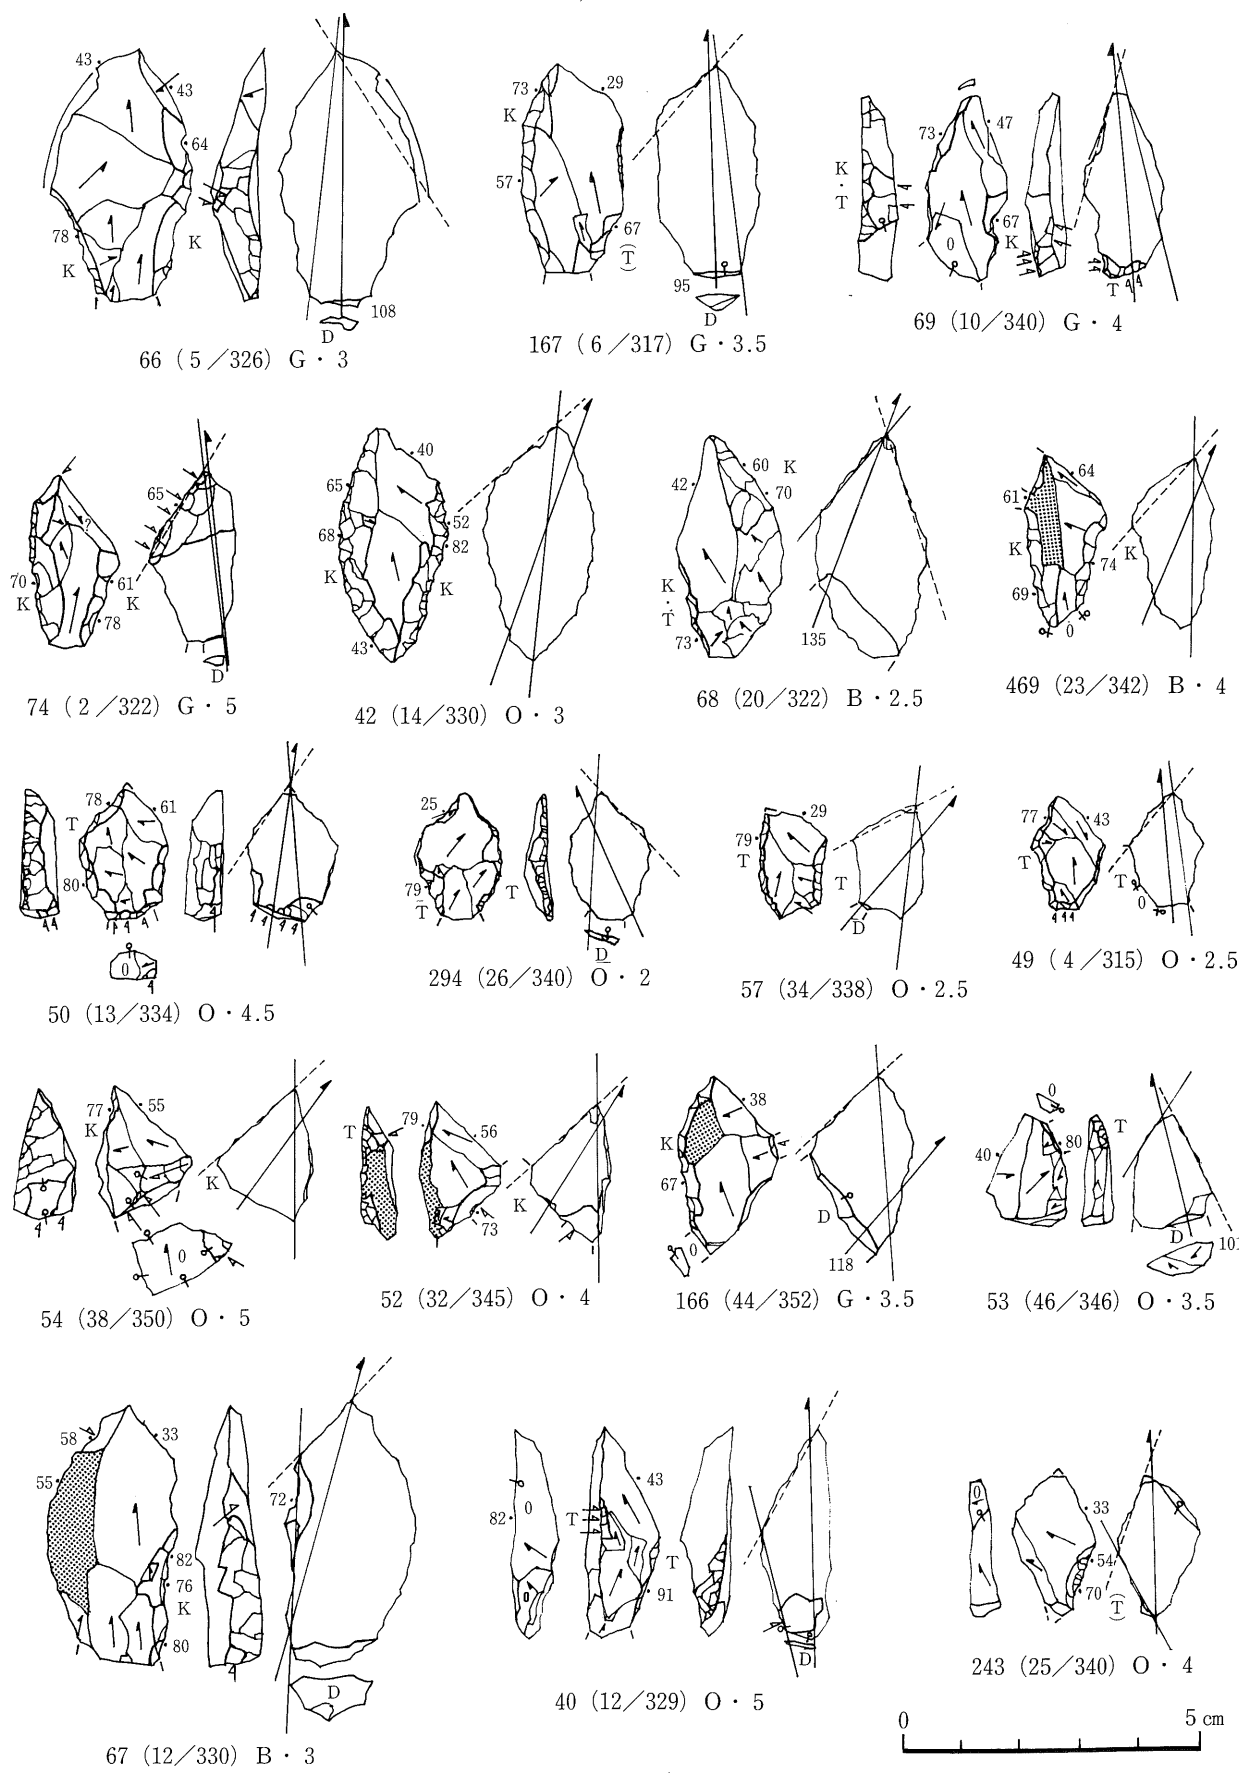 43 43 64 78 K K 108 D
66 (5/326) G・3
73 K 57 29 67 (T) 95 D
167 (6/317) G・3.5
K・T 73 47 67 K 0 T
69 (10/340) G・4
70 K ? 61 K 78 65 D
74 (2/322) G・5
65 68 K 43 40 52 82 K
42 (14/330) O・3
42 K・T 73 60 K 70 135
68 (20/322) B・2.5
61 K 69 64 74 K 0
469 (23/342) B・4
T 78 80 61 0
50 (13/334) O・4.5
25 79 T T D
294 (26/340) O・2
79 T 29 T D
57 (34/338) O・2.5
77 T 43 T 0
49 (4/315) O・2.5
77 K 55 K 0
54 (38/350) O・5
T 79 56 73 K
52 (32/345) O・4
K 67 38 0 D 118
166 (44/352) G・3.5
40 0 80 T D 101
53 (46/346) O・3.5
58 55 33 82 76 K 80 72 D
67 (12/330) B・3
82 0 T 43 91 T D
40 (12/329) O・5
0 33 54 70 (T)
243 (25/340) O・4
0 5 cm